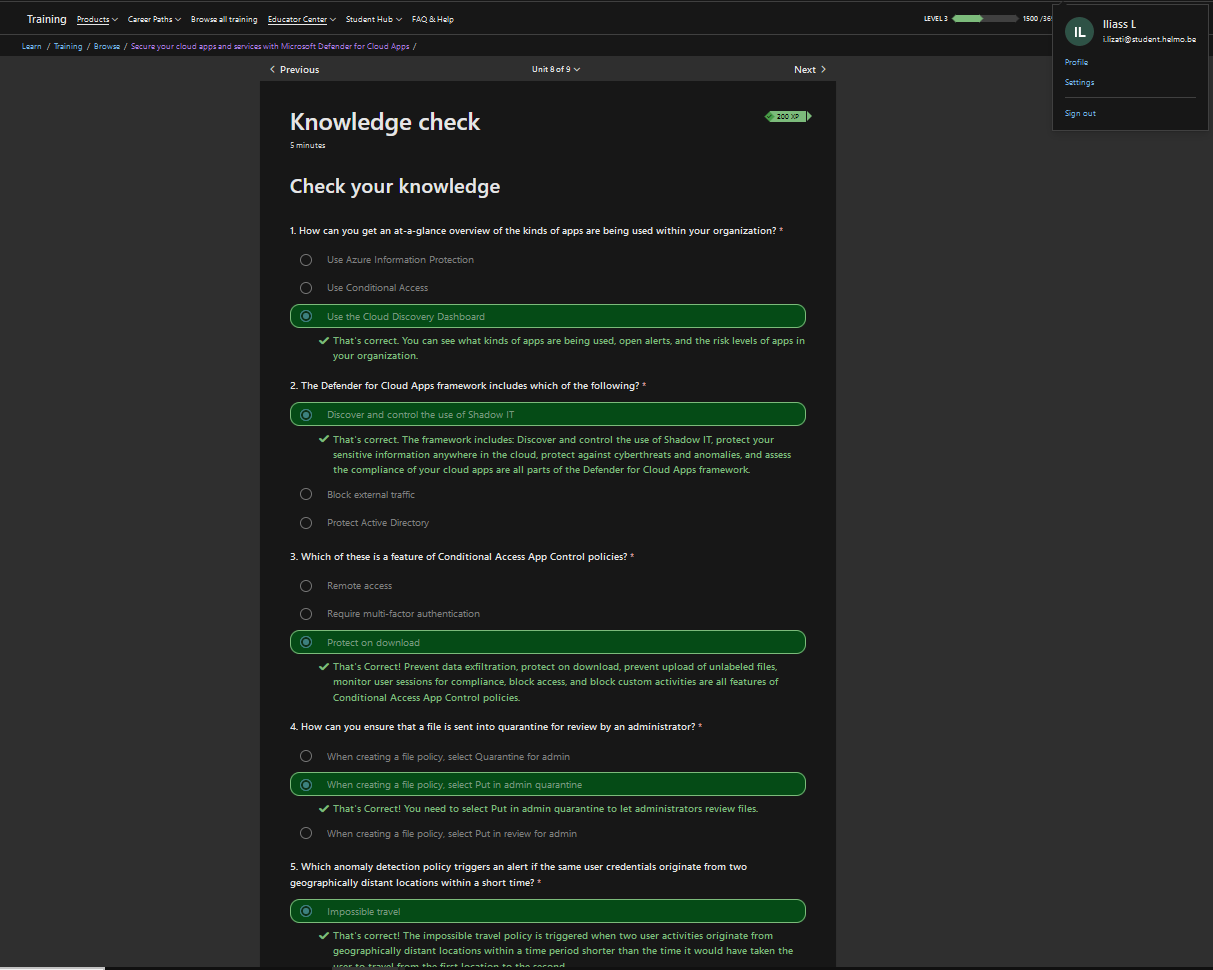 Training Products Career Paths Browse all training Educator Center Student Hub FAQ & Help LEVEL 3 1500 /
IL Iliass L
i.lizati@student.helmo.be
Profile
Settings
Sign out
Learn / Training / Browse / Secure your cloud apps and services with Microsoft Defender for Cloud Apps /
Previous Unit 8 of 9 Next
Knowledge check
200 XP
5 minutes
Check your knowledge
1. How can you get an at-a-glance overview of the kinds of apps are being used within your organization? *
Use Azure Information Protection
Use Conditional Access
Use the Cloud Discovery Dashboard
That's correct. You can see what kinds of apps are being used, open alerts, and the risk levels of apps in
your organization.
2. The Defender for Cloud Apps framework includes which of the following? *
Discover and control the use of Shadow IT
That's correct. The framework includes: Discover and control the use of Shadow IT, protect your
sensitive information anywhere in the cloud, protect against cyberthreats and anomalies, and assess
the compliance of your cloud apps are all parts of the Defender for Cloud Apps framework.
Block external traffic
Protect Active Directory
3. Which of these is a feature of Conditional Access App Control policies? *
Remote access
Require multi-factor authentication
Protect on download
That's Correct! Prevent data exfiltration, protect on download, prevent upload of unlabeled files,
monitor user sessions for compliance, block access, and block custom activities are all features of
Conditional Access App Control policies.
4. How can you ensure that a file is sent into quarantine for review by an administrator? *
When creating a file policy, select Quarantine for admin
When creating a file policy, select Put in admin quarantine
That's Correct! You need to select Put in admin quarantine to let administrators review files.
When creating a file policy, select Put in review for admin
5. Which anomaly detection policy triggers an alert if the same user credentials originate from two
geographically distant locations within a short time? *
Impossible travel
That's correct! The impossible travel policy is triggered when two user activities originate from
geographically distant locations within a time period shorter than the time it would have taken the
user to travel from the first location to the second.